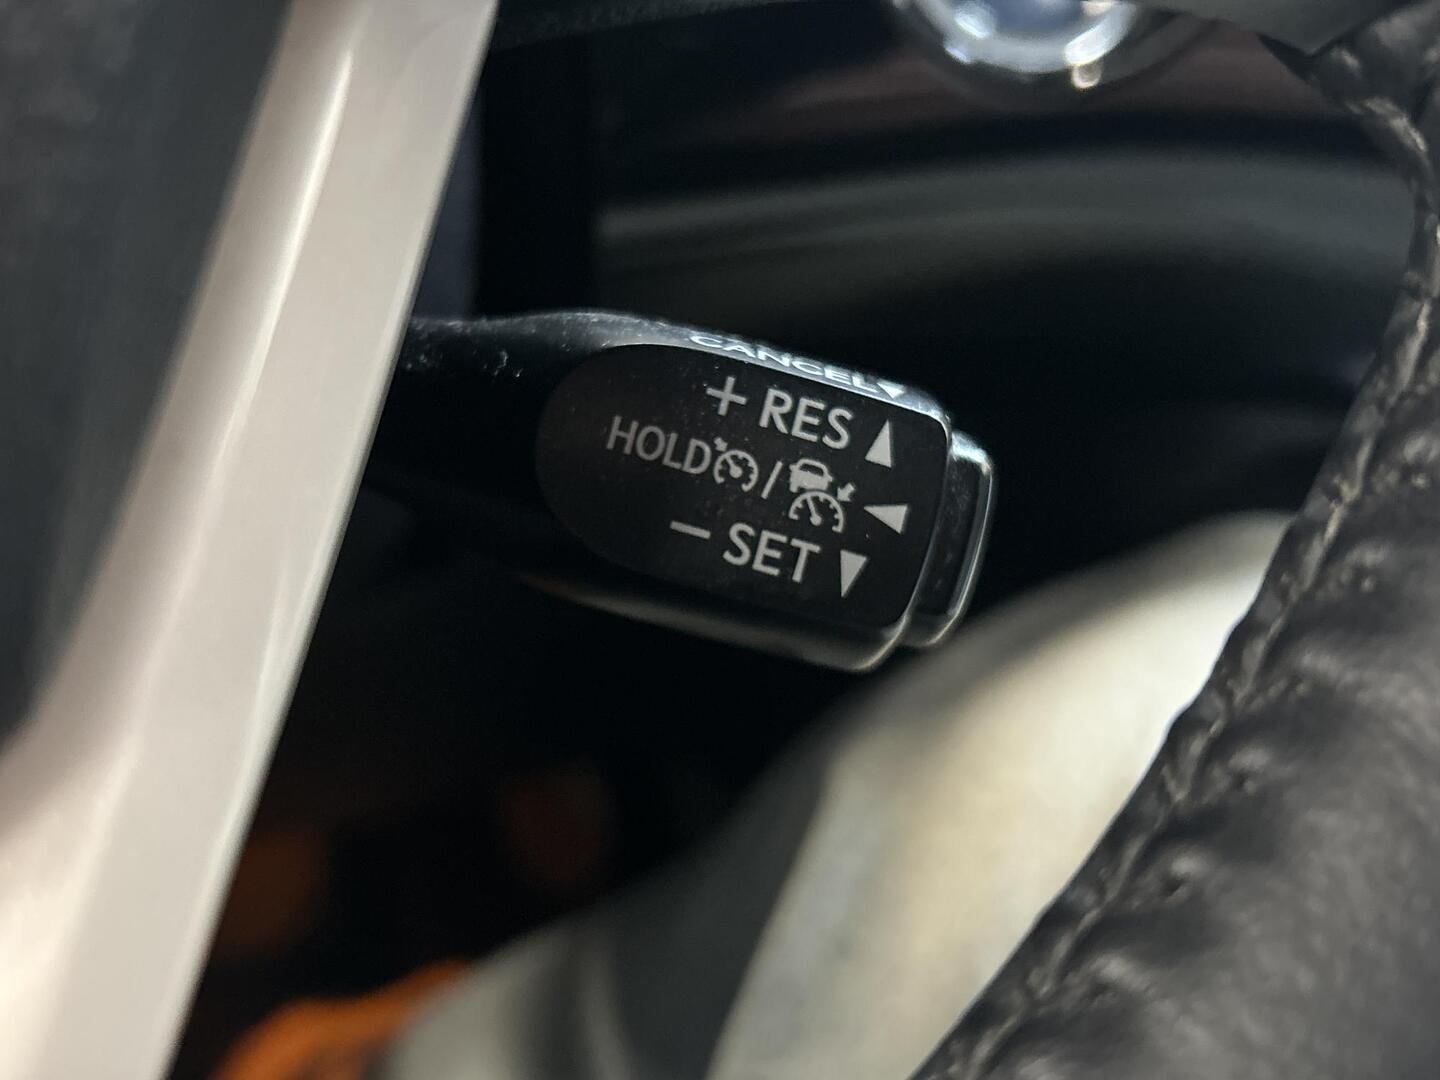 CANCEL▼
+ RES ▲
HOLD / ◀
− SET ▼